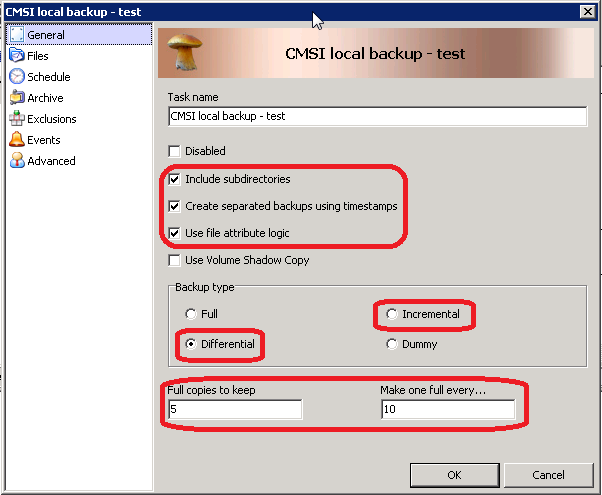 CMSI local backup - test
General
Files
Schedule
Archive
Exclusions
Events
Advanced
CMSI local backup - test
Task name
CMSI local backup - test
Disabled
Include subdirectories
Create separated backups using timestamps
Use file attribute logic
Use Volume Shadow Copy
Backup type
Full
Incremental
Differential
Dummy
Full copies to keep
Make one full every...
5
10
OK
Cancel